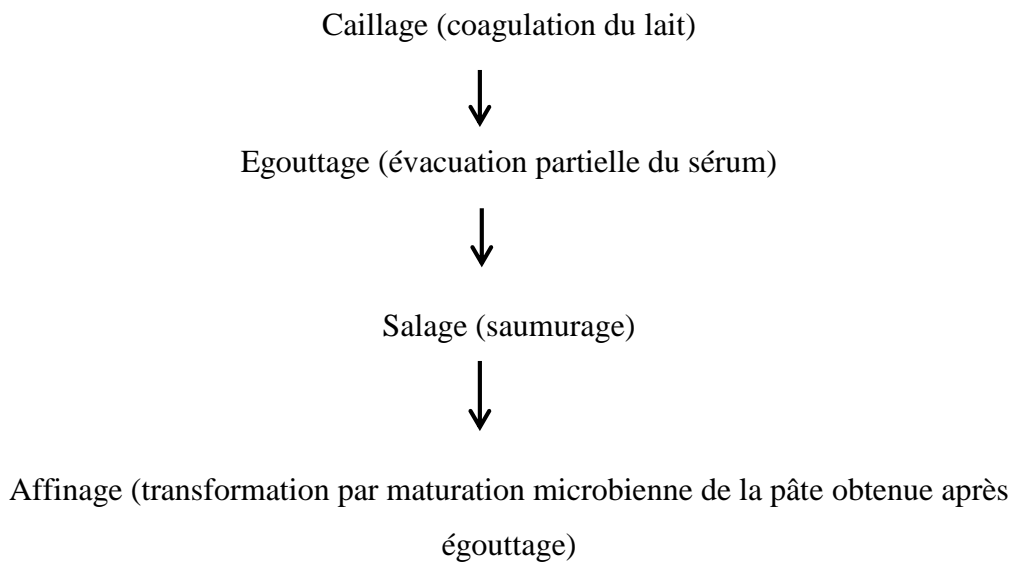 Caillage (coagulation du lait)
Egouttage (évacuation partielle du sérum)
Salage (saumurage)
Affinage (transformation par maturation microbienne de la pâte obtenue après
égouttage)